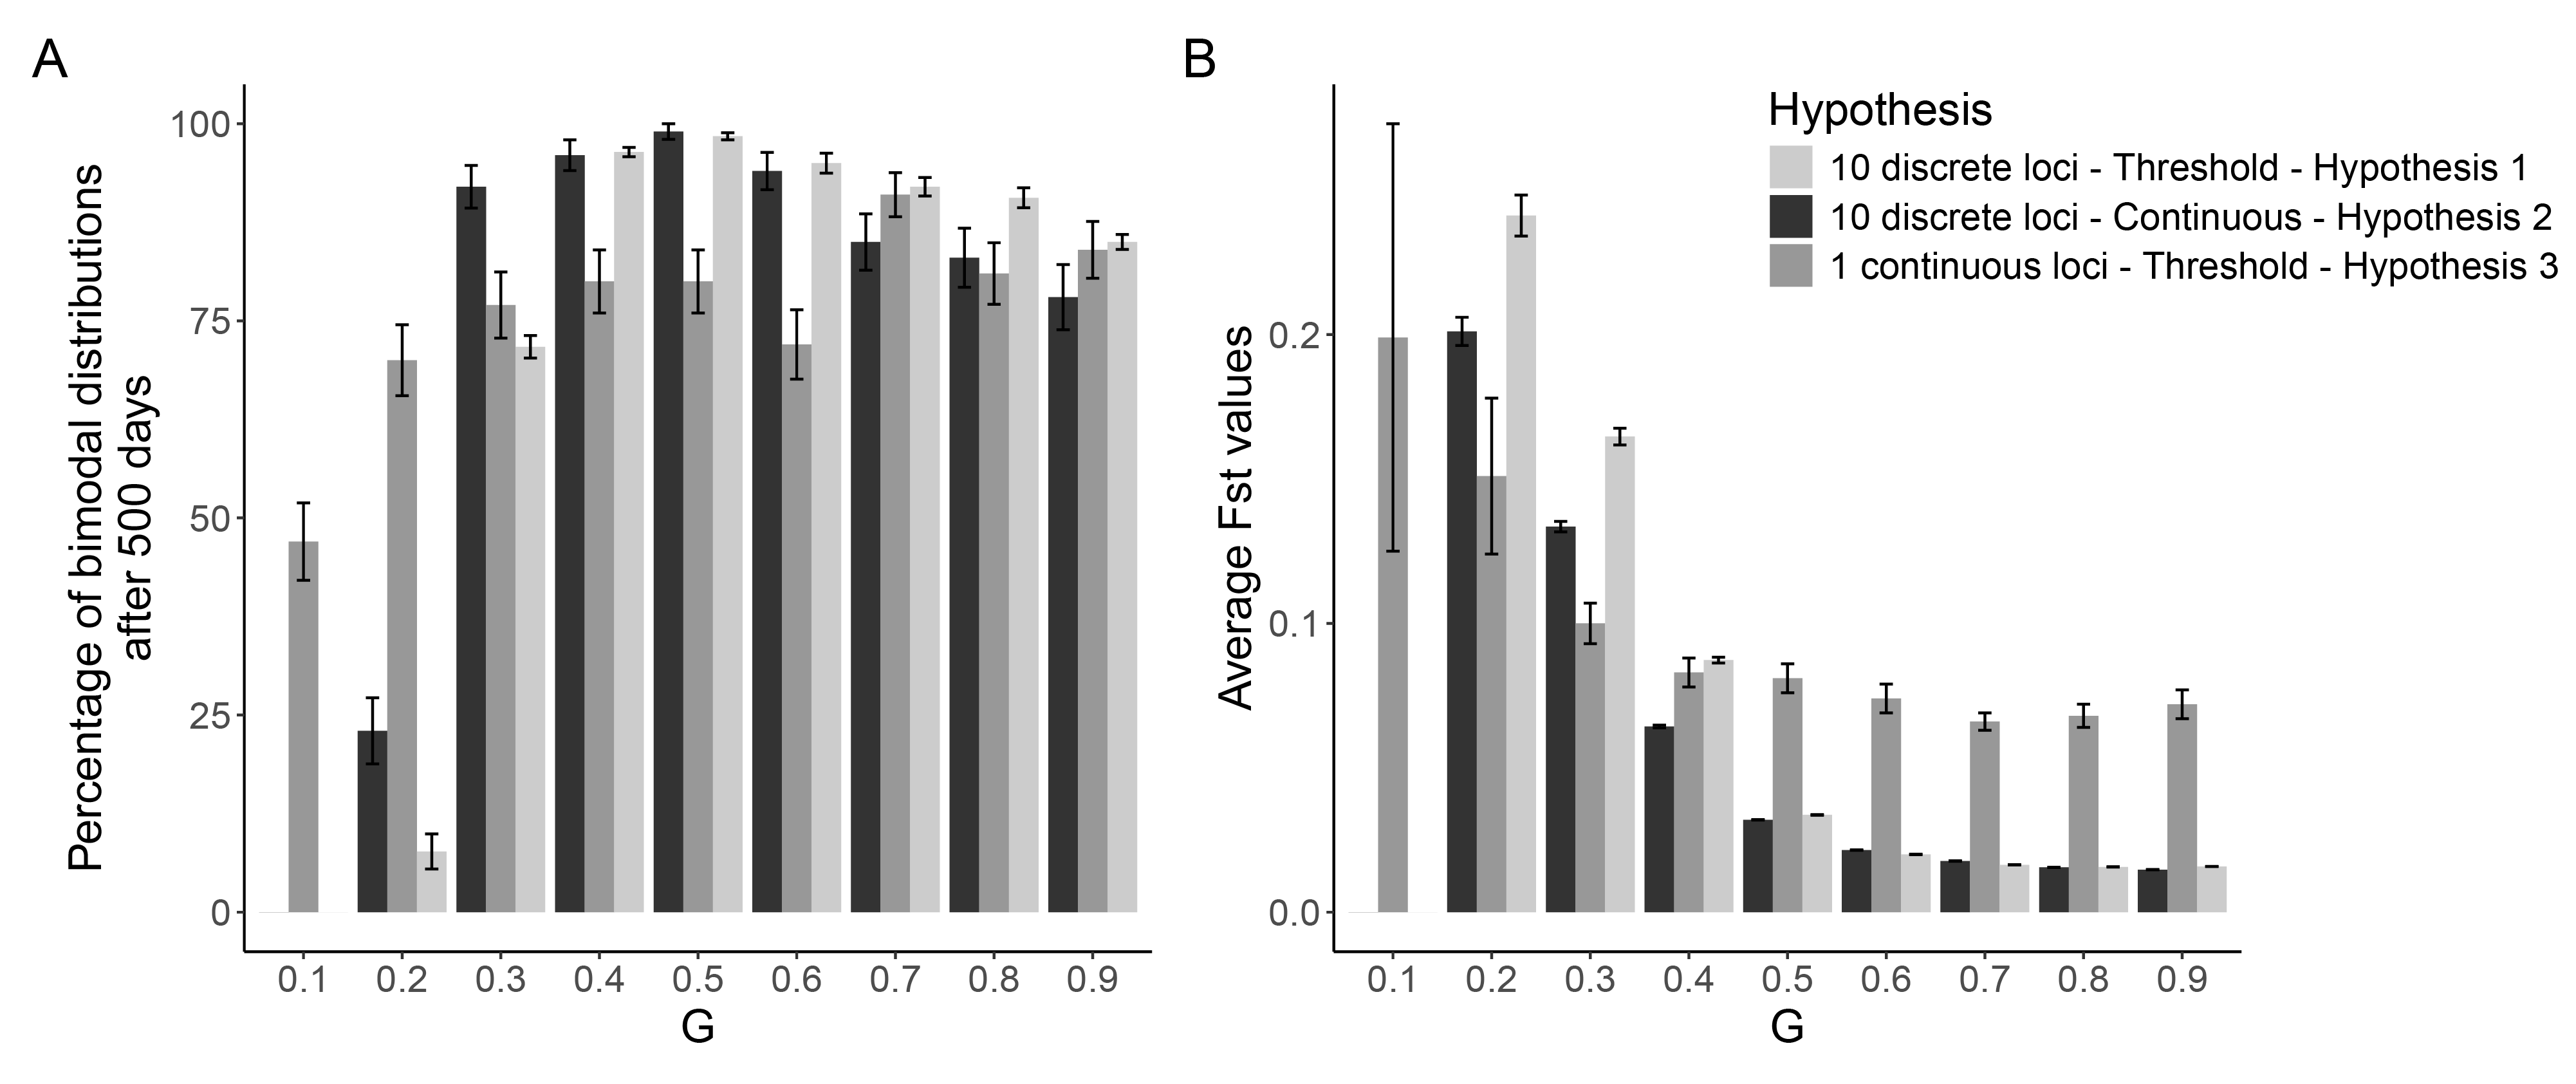 A
Percentage of bimodal distributions
after 500 days
100
75
50
25
0
0.1 0.2 0.3 0.4 0.5 0.6 0.7 0.8 0.9
G
B
Average Fst values
0.2
0.1
0.0
0.1 0.2 0.3 0.4 0.5 0.6 0.7 0.8 0.9
G
Hypothesis
10 discrete loci - Threshold - Hypothesis 1
10 discrete loci - Continuous - Hypothesis 2
1 continuous loci - Threshold - Hypothesis 3